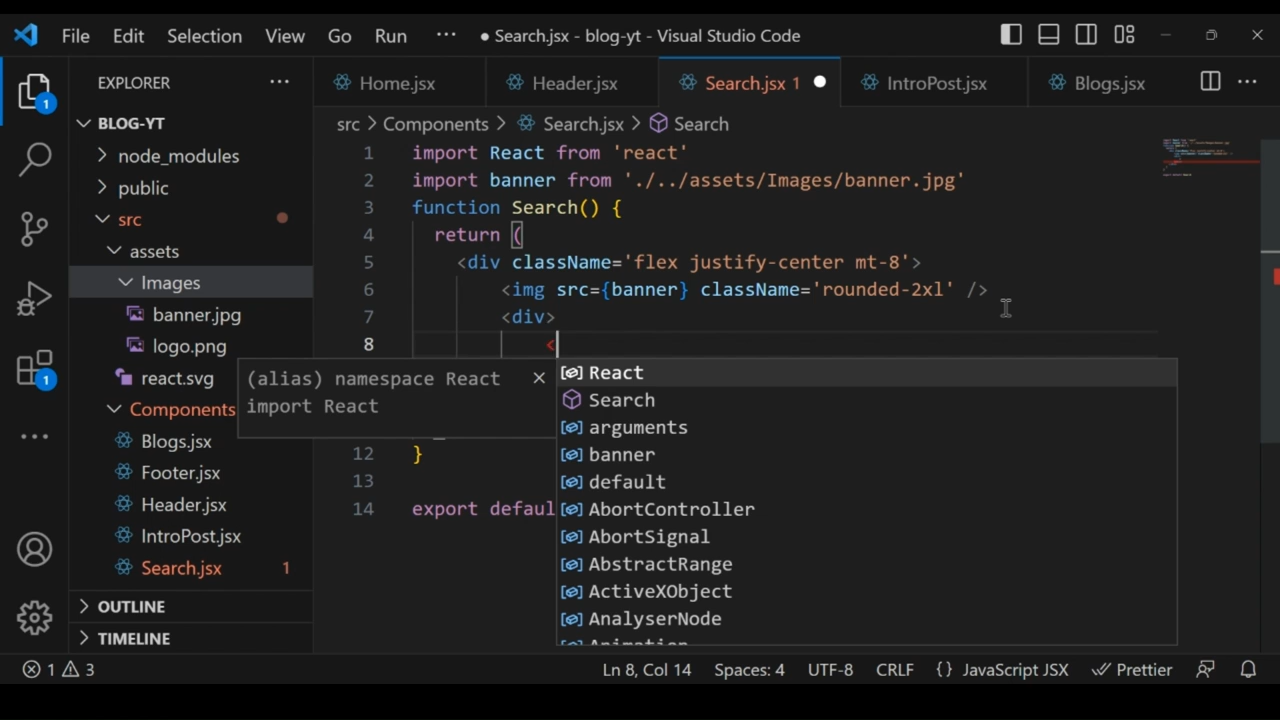 File Edit Selection View Go Run ··· ● Search.jsx - blog-yt - Visual Studio Code
EXPLORER ···
Home.jsx Header.jsx Search.jsx 1 ● IntroPost.jsx Blogs.jsx ···
1
BLOG-YT
src > Components > Search.jsx > Search
node_modules
public
src
assets
Images
banner.jpg
logo.png
react.svg
Components
Blogs.jsx
Footer.jsx
Header.jsx
IntroPost.jsx
Search.jsx 1
OUTLINE
TIMELINE
1
1 import React from 'react'
2 import banner from './../assets/Images/banner.jpg'
3 function Search() {
4 return (
5 <div className='flex justify-center mt-8'>
6 <img src={banner} className='rounded-2xl' />
7 <div>
8 <
12 }
13
14 export defaul
(alias) namespace React
import React
React
Search
arguments
banner
default
AbortController
AbortSignal
AbstractRange
ActiveXObject
AnalyserNode
Animation
1 3 Ln 8, Col 14 Spaces: 4 UTF-8 CRLF {} JavaScript JSX Prettier